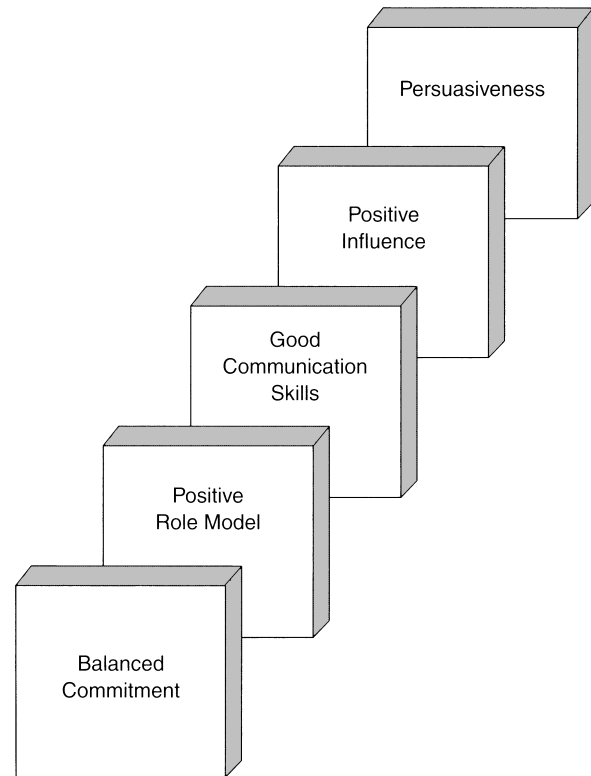 Persuasiveness
Positive
Influence
Good
Communication
Skills
Positive
Role Model
Balanced
Commitment